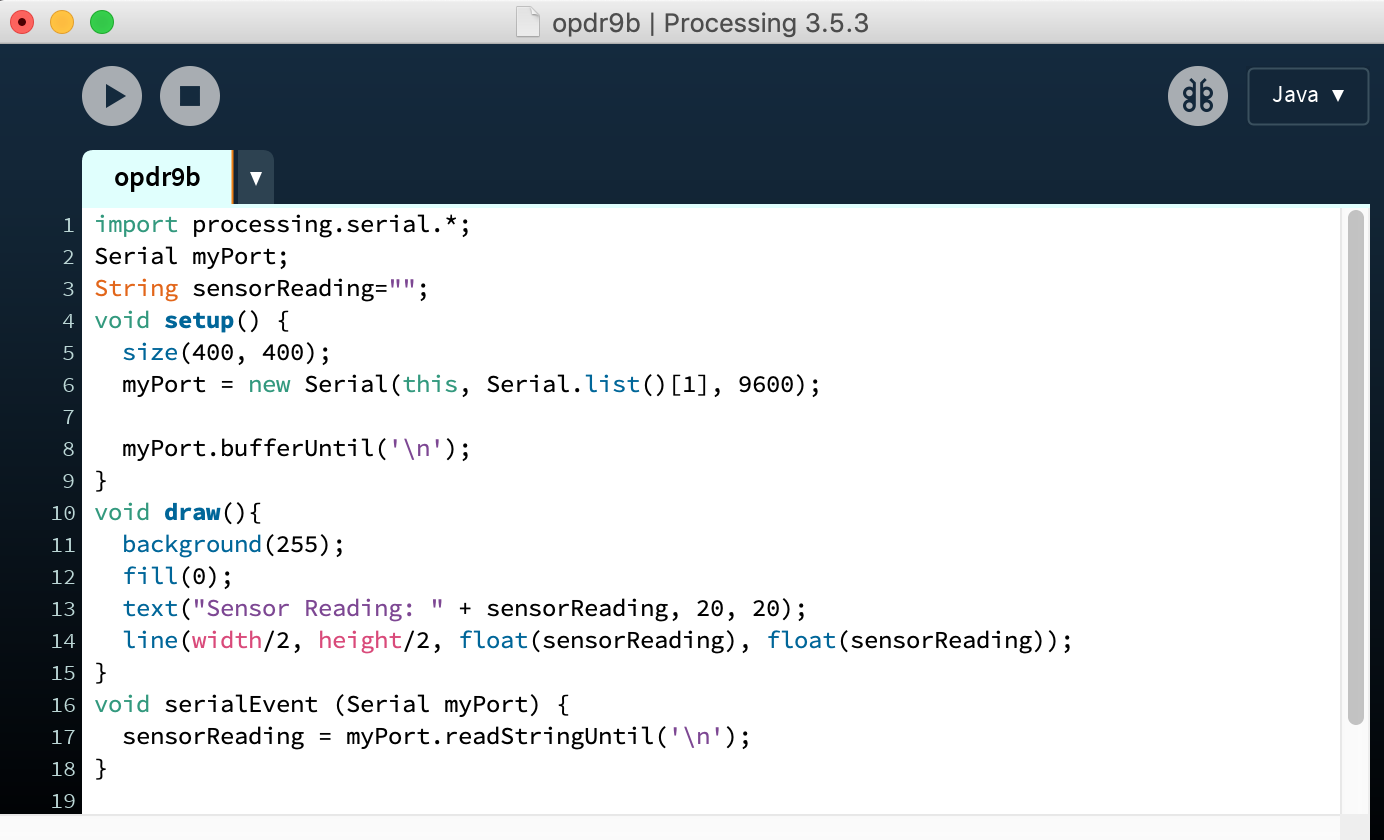 opdr9b | Processing 3.5.3
Java ▼
opdr9b ▼
1 import processing.serial.*;
2 Serial myPort;
3 String sensorReading="";
4 void setup() {
5   size(400, 400);
6   myPort = new Serial(this, Serial.list()[1], 9600);
7
8   myPort.bufferUntil('\n');
9 }
10 void draw(){
11   background(255);
12   fill(0);
13   text("Sensor Reading: " + sensorReading, 20, 20);
14   line(width/2, height/2, float(sensorReading), float(sensorReading));
15 }
16 void serialEvent (Serial myPort) {
17   sensorReading = myPort.readStringUntil('\n');
18 }
19